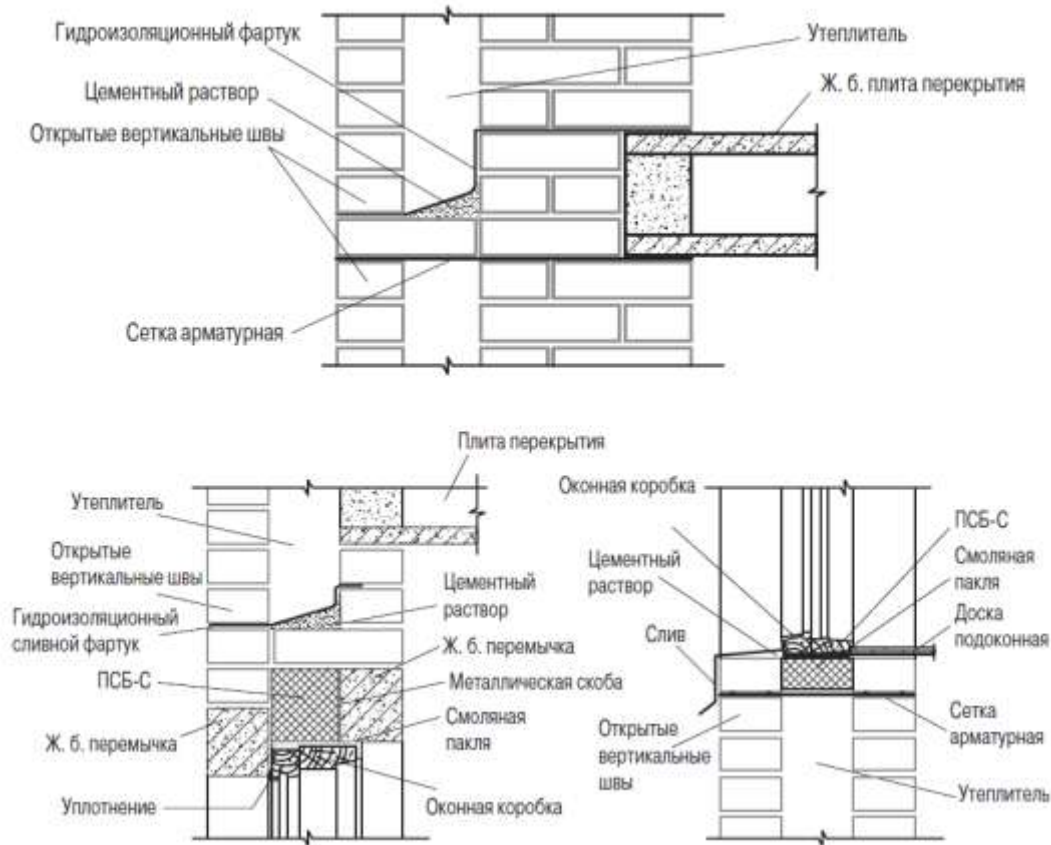 Гидроизоляционный фартук
Утеплитель
Цементный раствор
Ж. б. плита перекрытия
Открытые вертикальные швы
Сетка арматурная
Плита перекрытия
Утеплитель
Открытые
вертикальные швы
Гидроизоляционный
сливной фартук
Цементный
раствор
Ж. б. перемычка
ПСБ-С
Металлическая скоба
Ж. б. перемычка
Смоляная
пакля
Уплотнение
Оконная коробка
Оконная коробка
ПСБ-С
Цементный
раствор
Смоляная
пакля
Слив
Доска
подоконная
Открытые
вертикальные
швы
Сетка
арматурная
Утеплитель